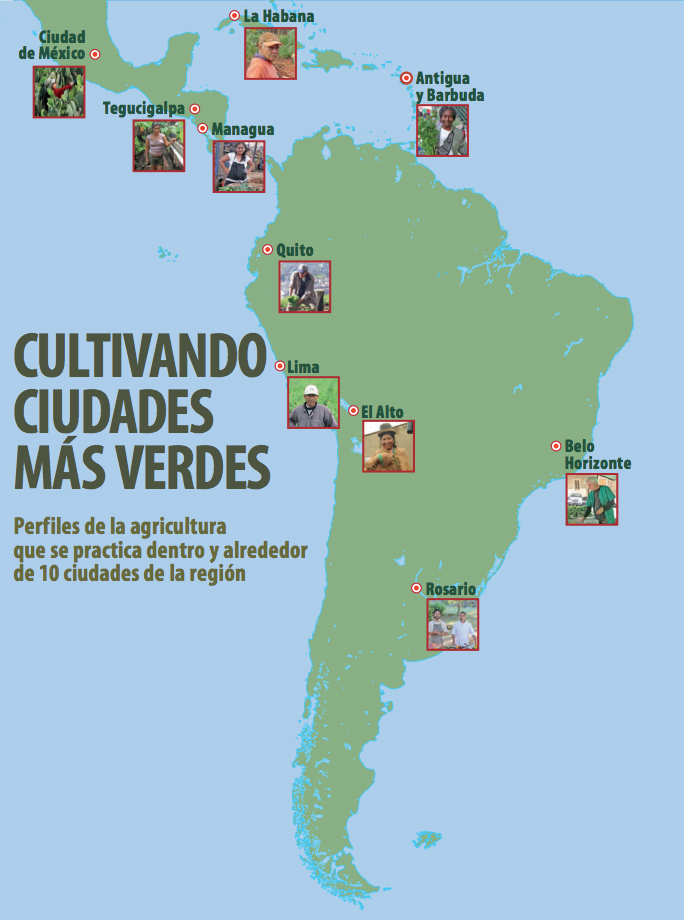 La Habana
Ciudad
de México
Antigua
y Barbuda
Tegucigalpa
Managua
Quito
CULTIVANDO
CIUDADES
MÁS VERDES
Lima
El Alto
Belo
Horizonte
Perfiles de la agricultura
que se practica dentro y alrededor
de 10 ciudades de la región
Rosario